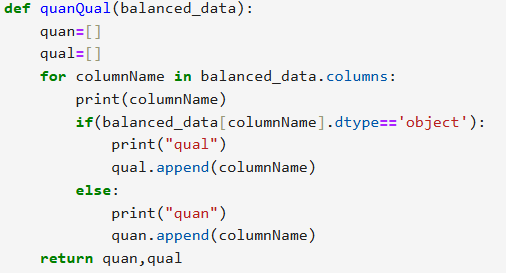 def quanQual(balanced_data):
    quan=[]
    qual=[]
    for columnName in balanced_data.columns:
        print(columnName)
        if(balanced_data[columnName].dtype=='object'):
            print("qual")
            qual.append(columnName)
        else:
            print("quan")
            quan.append(columnName)
    return quan,qual